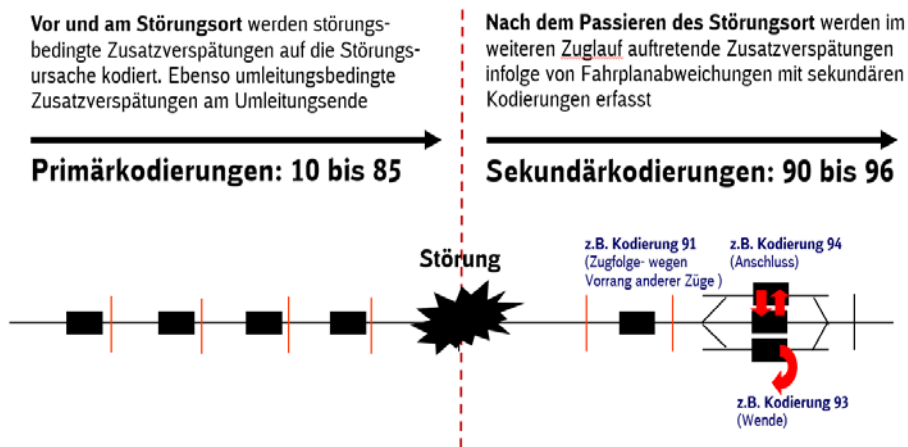 Vor und am Störungsort werden störungs-
bedingte Zusatzverspätungen auf die Störungs-
ursache kodiert. Ebenso umleitungsbedingte
Zusatzverspätungen am Umleitungsende
Primärkodierungen: 10 bis 85
Nach dem Passieren des Störungsort werden im
weiteren Zuglauf auftretende Zusatzverspätungen
infolge von Fahrplanabweichungen mit sekundären
Kodierungen erfasst
Sekundärkodierungen: 90 bis 96
Störung
z.B. Kodierung 91
(Zugfolge- wegen
Vorrang anderer Züge )
z.B. Kodierung 94
(Anschluss)
z.B. Kodierung 93
(Wende)